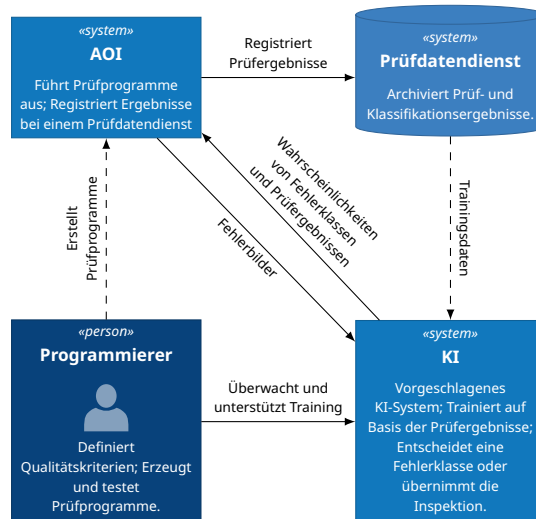 «system»
AOI
Führt Prüfprogramme
aus; Registriert Ergebnisse
bei einem Prüfdatendienst
Registriert
Prüfergebnisse
«system»
Prüfdatendienst
Archiviert Prüf- und
Klassifikationsergebnisse.
Erstellt
Prüfprogramme
Fehlerbilder
Wahrscheinlichkeiten
von Fehlerklassen
und Prüfergebnissen
Trainingsdaten
«person»
Programmierer
Definiert
Qualitätskriterien; Erzeugt
und testet
Prüfprogramme.
Überwacht und
unterstützt Training
«system»
KI
Vorgeschlagenes
KI-System; Trainiert auf
Basis der Prüfergebnisse;
Entscheidet eine
Fehlerklasse oder
übernimmt die
Inspektion.